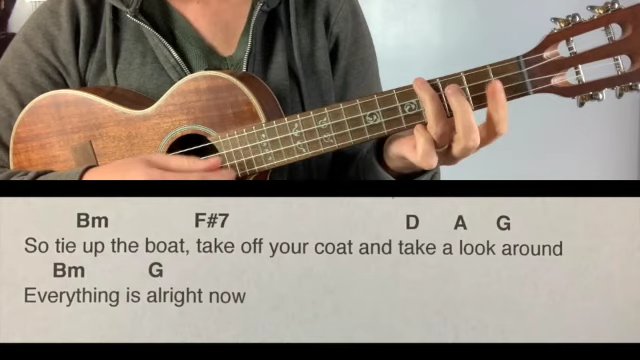 Bm F#7 D A G
So tie up the boat, take off your coat and take a look around
Bm G
Everything is alright now